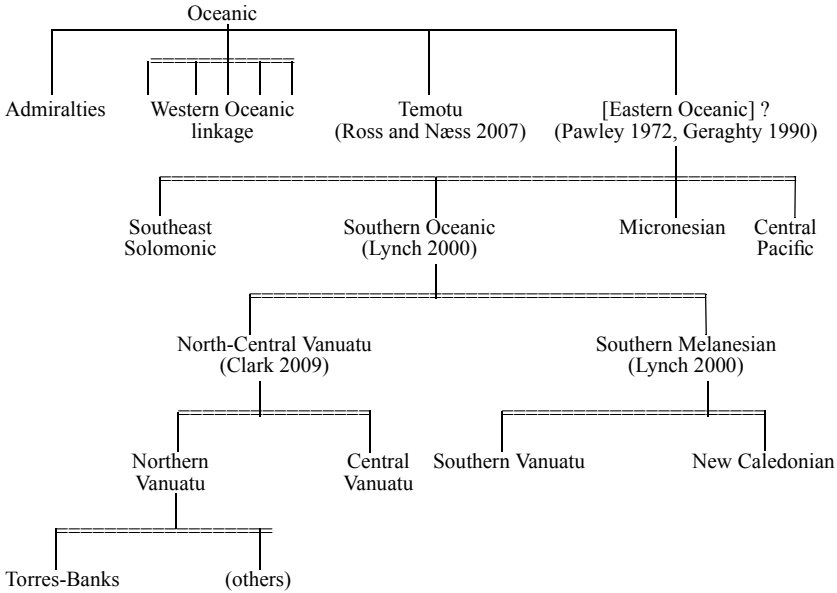 Oceanic
Admiralties
Western Oceanic
linkage
Temotu
(Ross and Næss 2007)
[Eastern Oceanic] ?
(Pawley 1972, Geraghty 1990)
Southeast
Solomonic
Southern Oceanic
(Lynch 2000)
Micronesian
Central
Pacific
North-Central Vanuatu
(Clark 2009)
Southern Melanesian
(Lynch 2000)
Northern
Vanuatu
Central
Vanuatu
Southern Vanuatu
New Caledonian
Torres-Banks
(others)